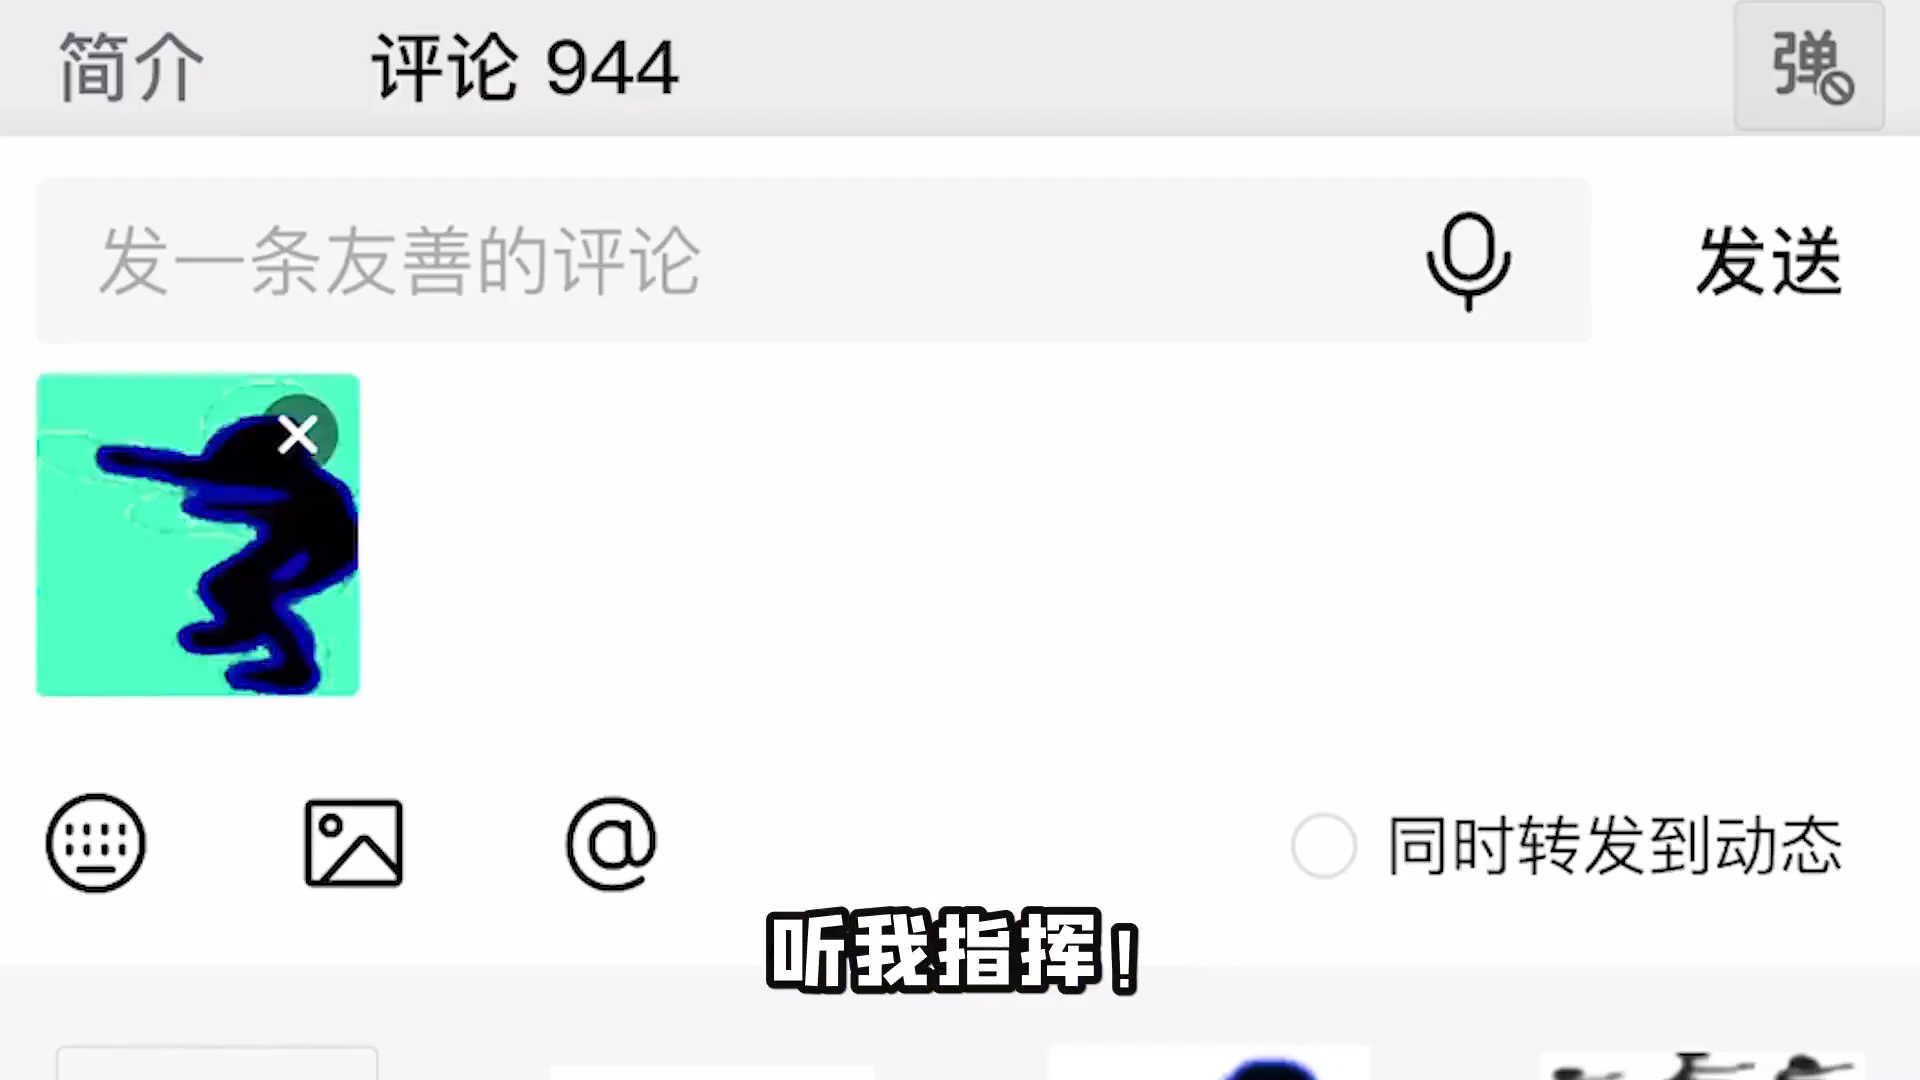 简介 评论 944 弹
发一条友善的评论 发送
同时转发到动态
听我指挥！